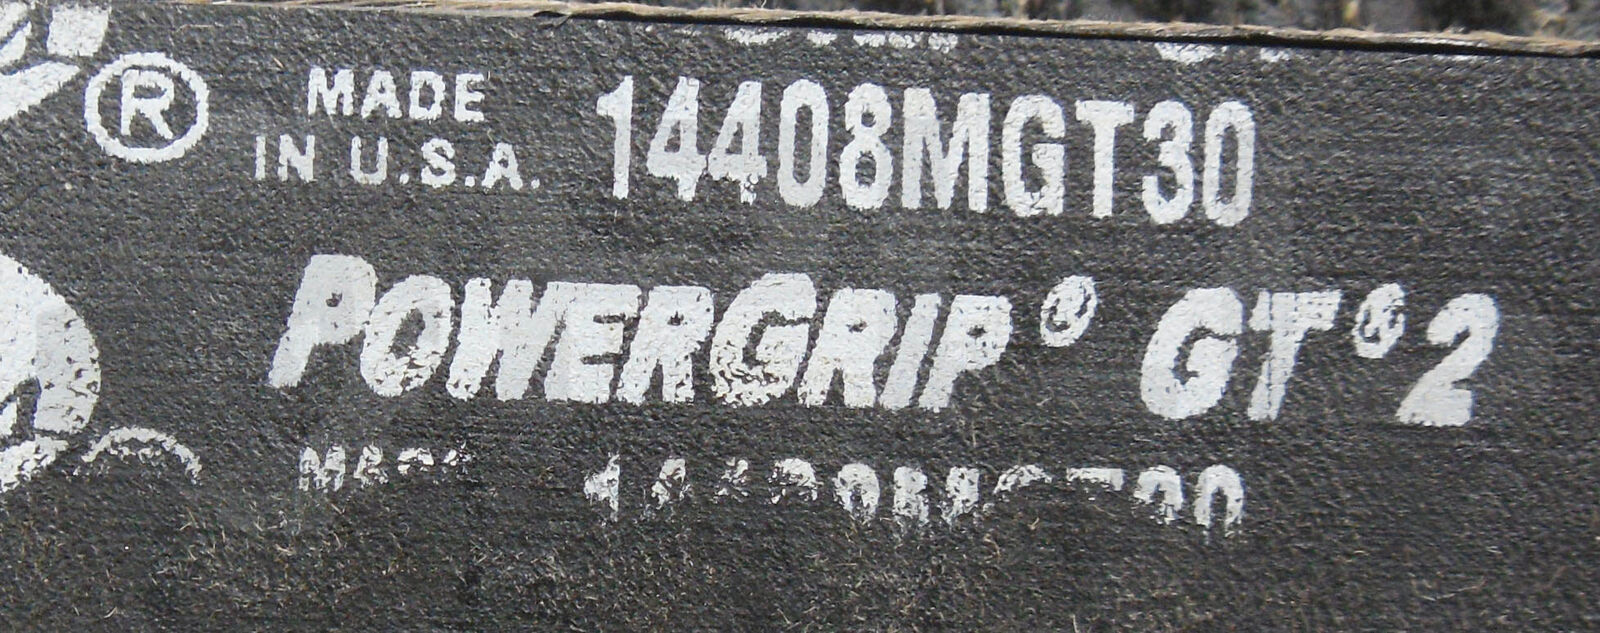 ® MADE IN U.S.A. 14408MGT30
POWERGRIP® GT®2